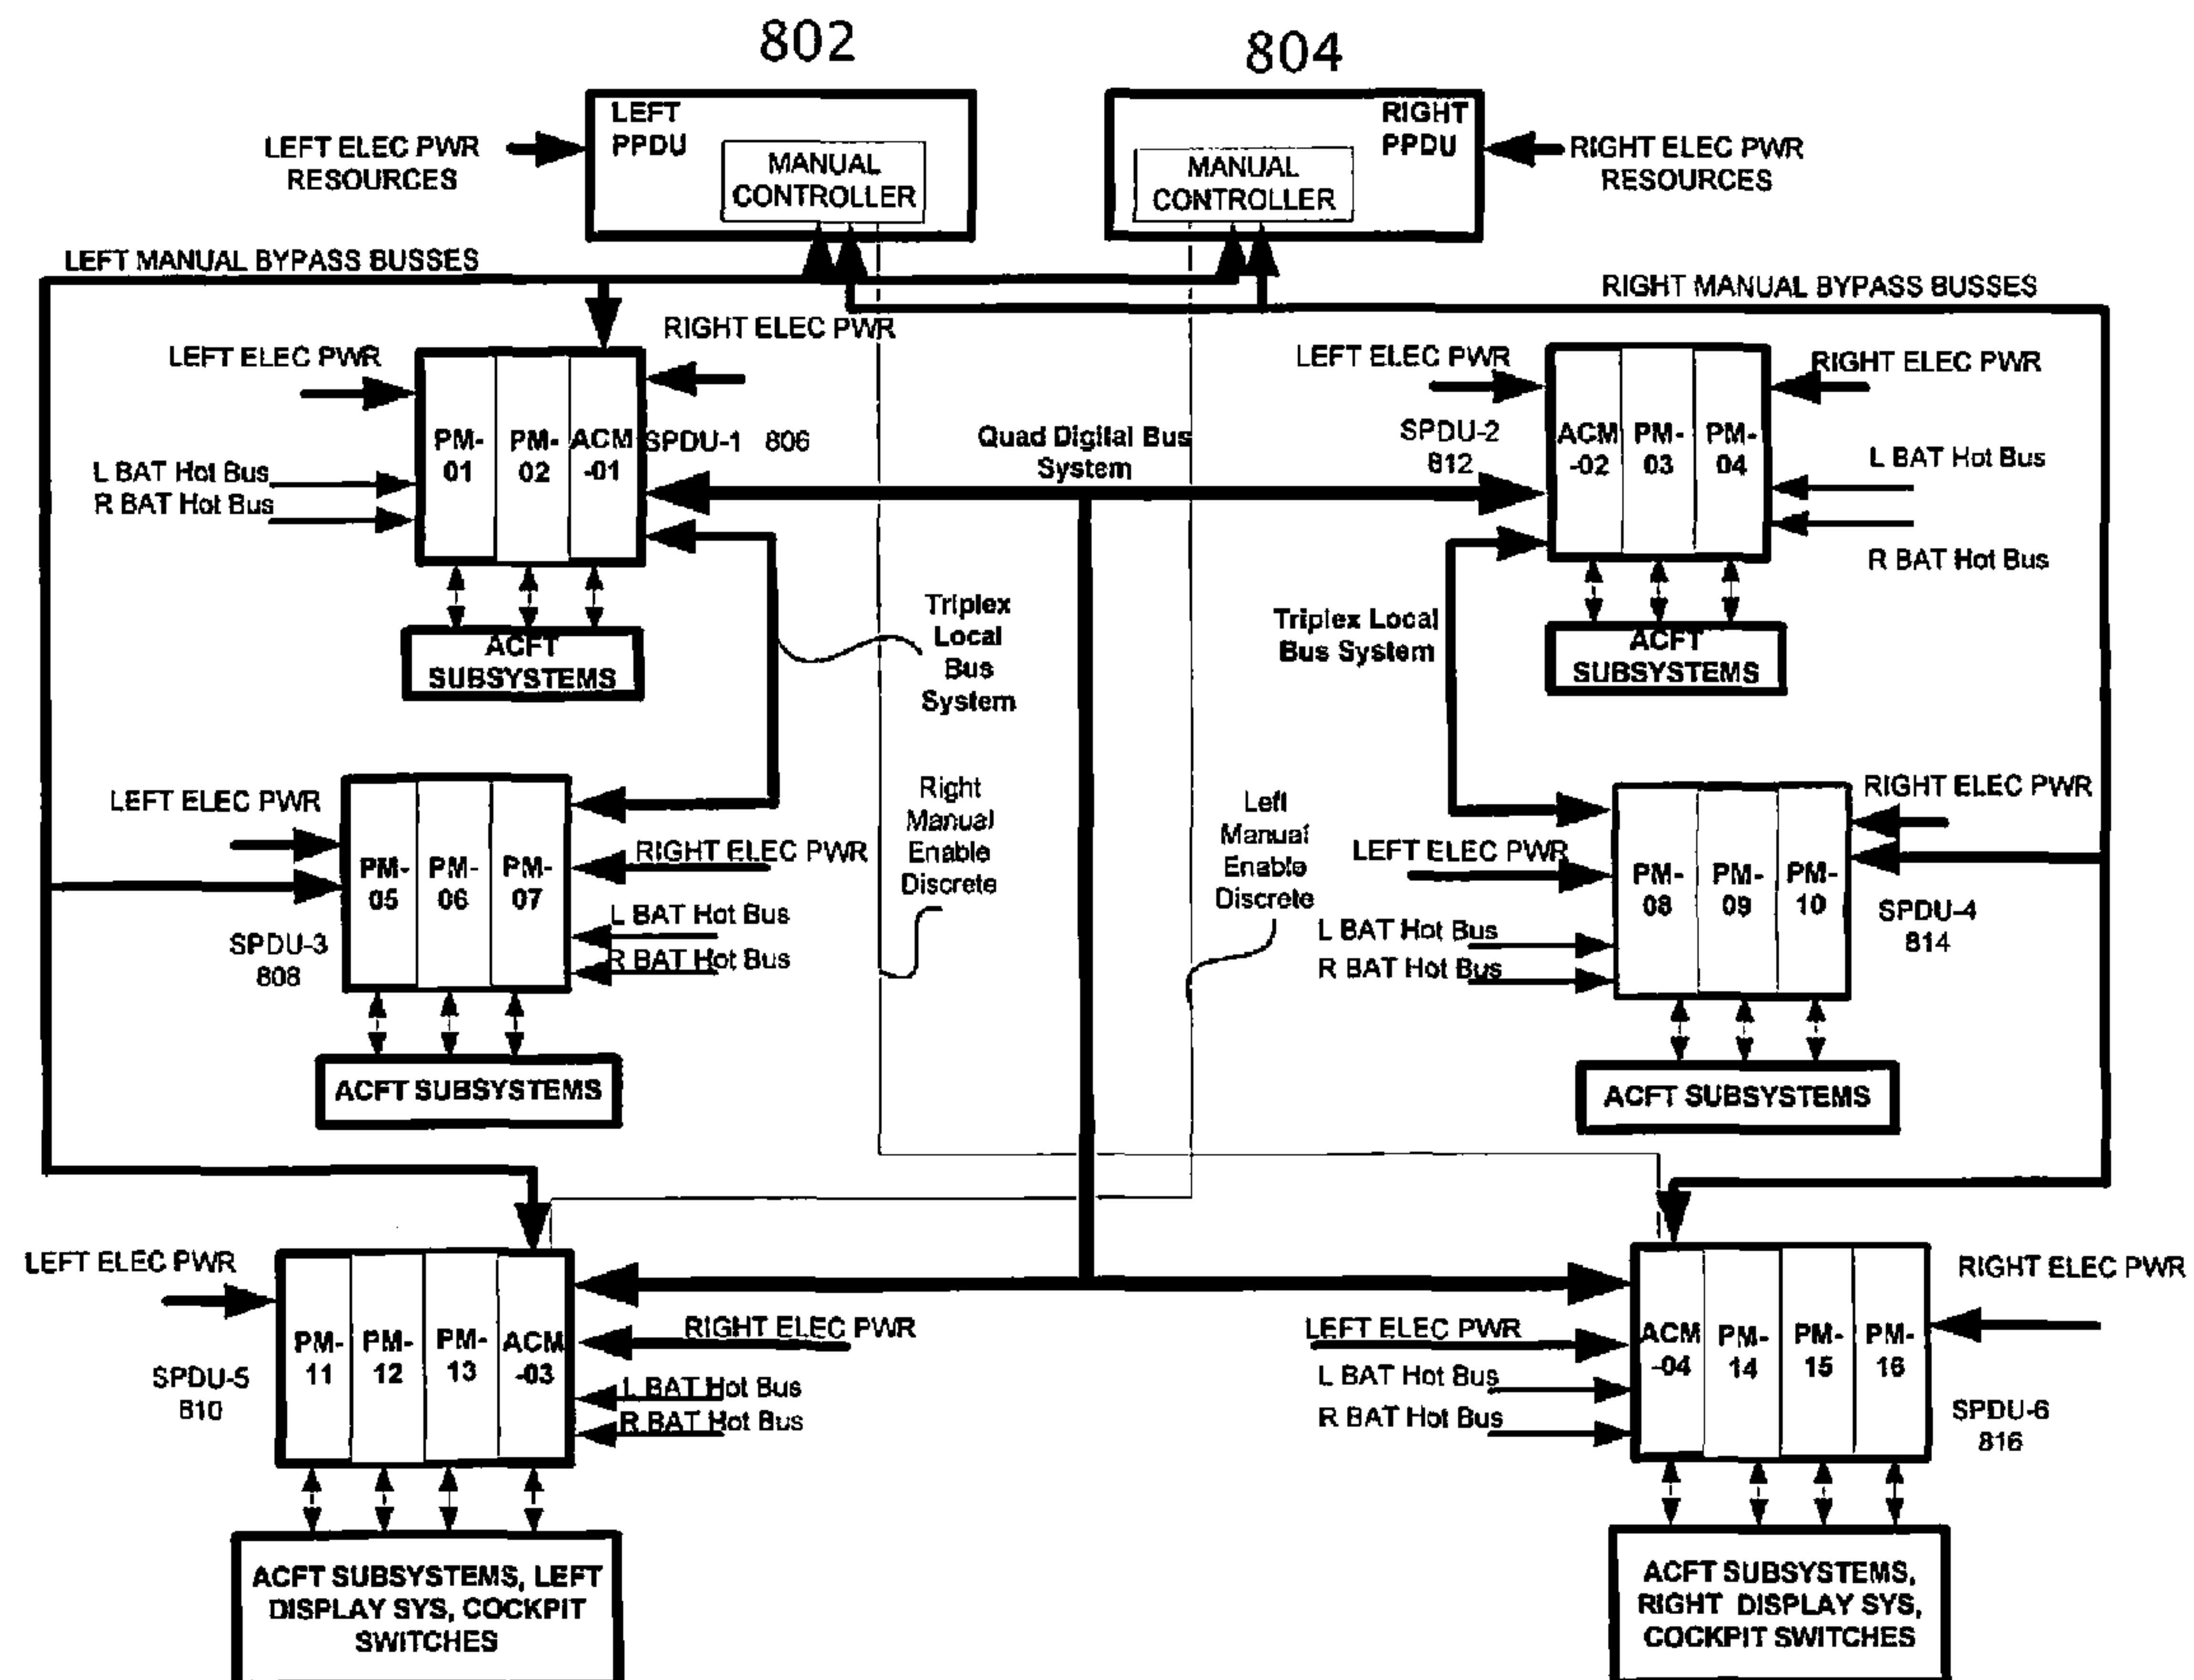 802
804
LEFT
PPDU
MANUAL
CONTROLLER
RIGHT
PPDU
MANUAL
CONTROLLER
LEFT ELEC PWR
RESOURCES
RIGHT ELEC PWR
RESOURCES
LEFT MANUAL BYPASS BUSSES
RIGHT MANUAL BYPASS BUSSES
LEFT ELEC PWR
RIGHT ELEC PWR
PM-
01
PM-
02
ACM
-01
SPDU-1 806
L BAT Hot Bus
R BAT Hot Bus
ACFT
SUBSYSTEMS
Quad Digital Bus
System
LEFT ELEC PWR
RIGHT ELEC PWR
SPDU-2
812
ACM
-02
PM-
03
PM-
04
L BAT Hot Bus
R BAT Hot Bus
ACFT
SUBSYSTEMS
Triplex
Local
Bus
System
Triplex Local
Bus System
LEFT ELEC PWR
PM-
05
PM-
06
PM-
07
RIGHT ELEC PWR
L BAT Hot Bus
R BAT Hot Bus
SPDU-3
808
ACFT SUBSYSTEMS
Right
Manual
Enable
Discrete
Left
Manual
Enable
Discrete
LEFT ELEC PWR
RIGHT ELEC PWR
PM-
08
PM-
09
PM-
10
SPDU-4
814
L BAT Hot Bus
R BAT Hot Bus
ACFT SUBSYSTEMS
LEFT ELEC PWR
SPDU-5
810
PM-
11
PM-
12
PM-
13
ACM
-03
RIGHT ELEC PWR
L BAT Hot Bus
R BAT Hot Bus
ACFT SUBSYSTEMS, LEFT
DISPLAY SYS, COCKPIT
SWITCHES
LEFT ELEC PWR
L BAT Hot Bus
R BAT Hot Bus
ACM
-04
PM-
14
PM-
15
PM-
16
RIGHT ELEC PWR
SPDU-6
816
ACFT SUBSYSTEMS,
RIGHT DISPLAY SYS,
COCKPIT SWITCHES